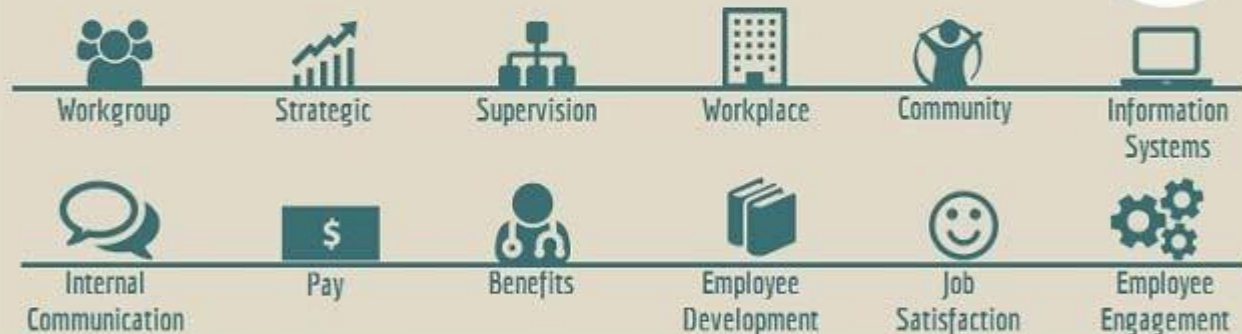 Workgroup Strategic Supervision Workplace Community Information
Systems
$
Internal Pay Benefits Employee Job Employee
Communication Development Satisfaction Engagement